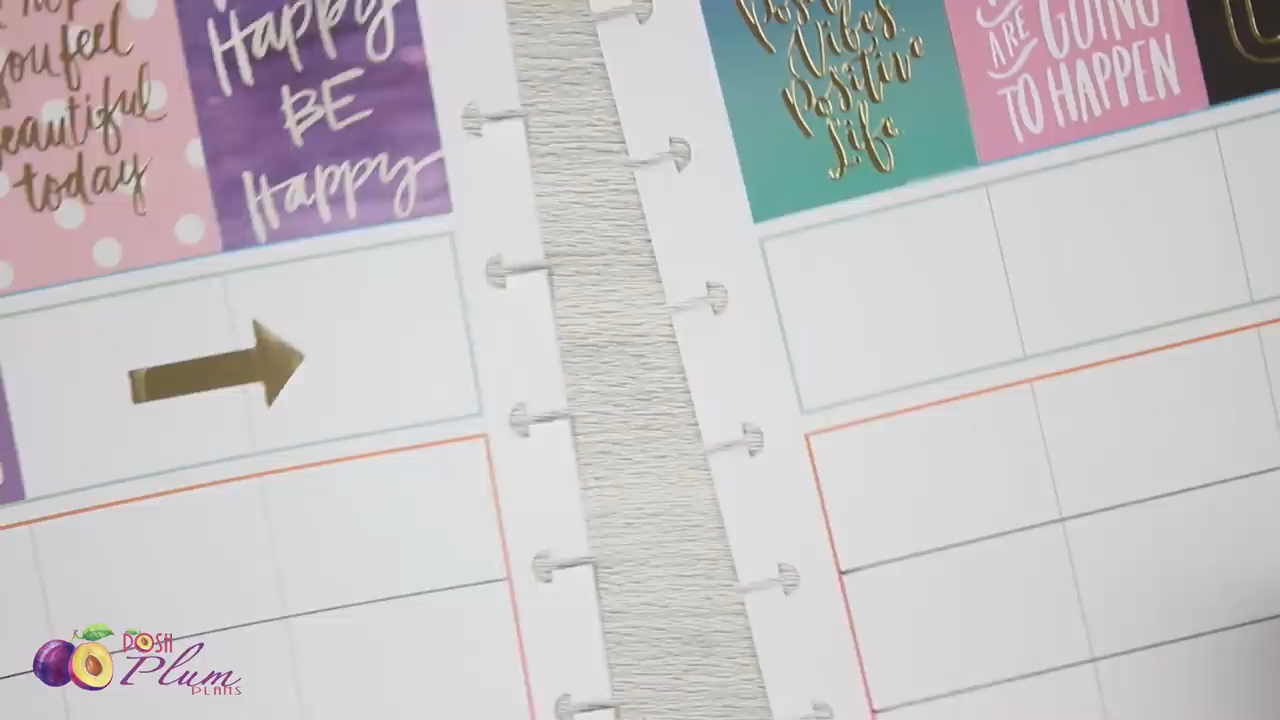 you feel
beautiful
today
Happy
BE
Happy
Vibes
Positive
Life
ARE GOING
TO HAPPEN
POSH
Plum
PLANS